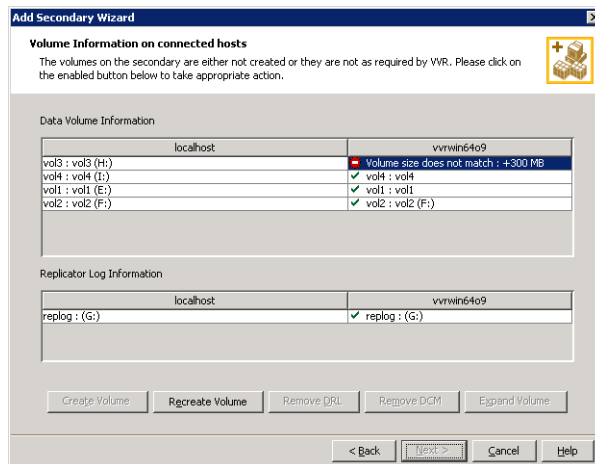 Add Secondary Wizard
Volume Information on connected hosts
The volumes on the secondary are either not created or they are not as required by VVR. Please click on
the enabled button below to take appropriate action.
Data Volume Information
localhost vvrwin64o9
vol3 : vol3 (H:) Volume size does not match : +300 MB
vol4 : vol4 (I:) vol4 : vol4
vol1 : vol1 (E:) vol1 : vol1
vol2 : vol2 (F:) vol2 : vol2 (F:)
Replicator Log Information
localhost vvrwin64o9
replog : (G:) replog : (G:)
Create Volume Recreate Volume Remove DRL Remove DCM Expand Volume
< Back Next > Cancel Help